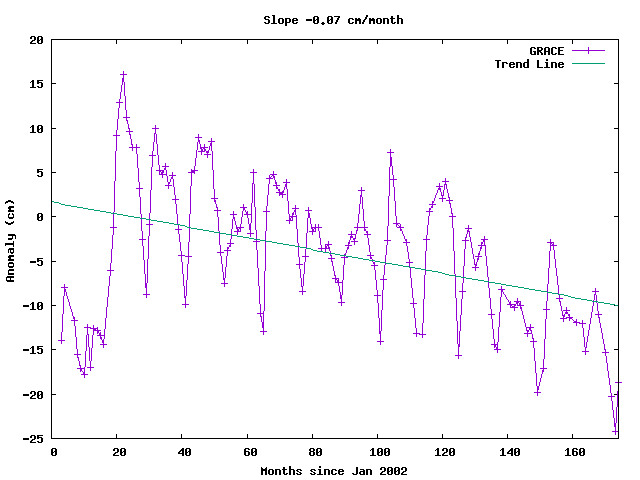 Slope -0.07 cm/month
GRACE
Trend Line
20
15
10
5
0
-5
-10
-15
-20
-25
Anomaly (cm)
0 20 40 60 80 100 120 140 160
Months since Jan 2002